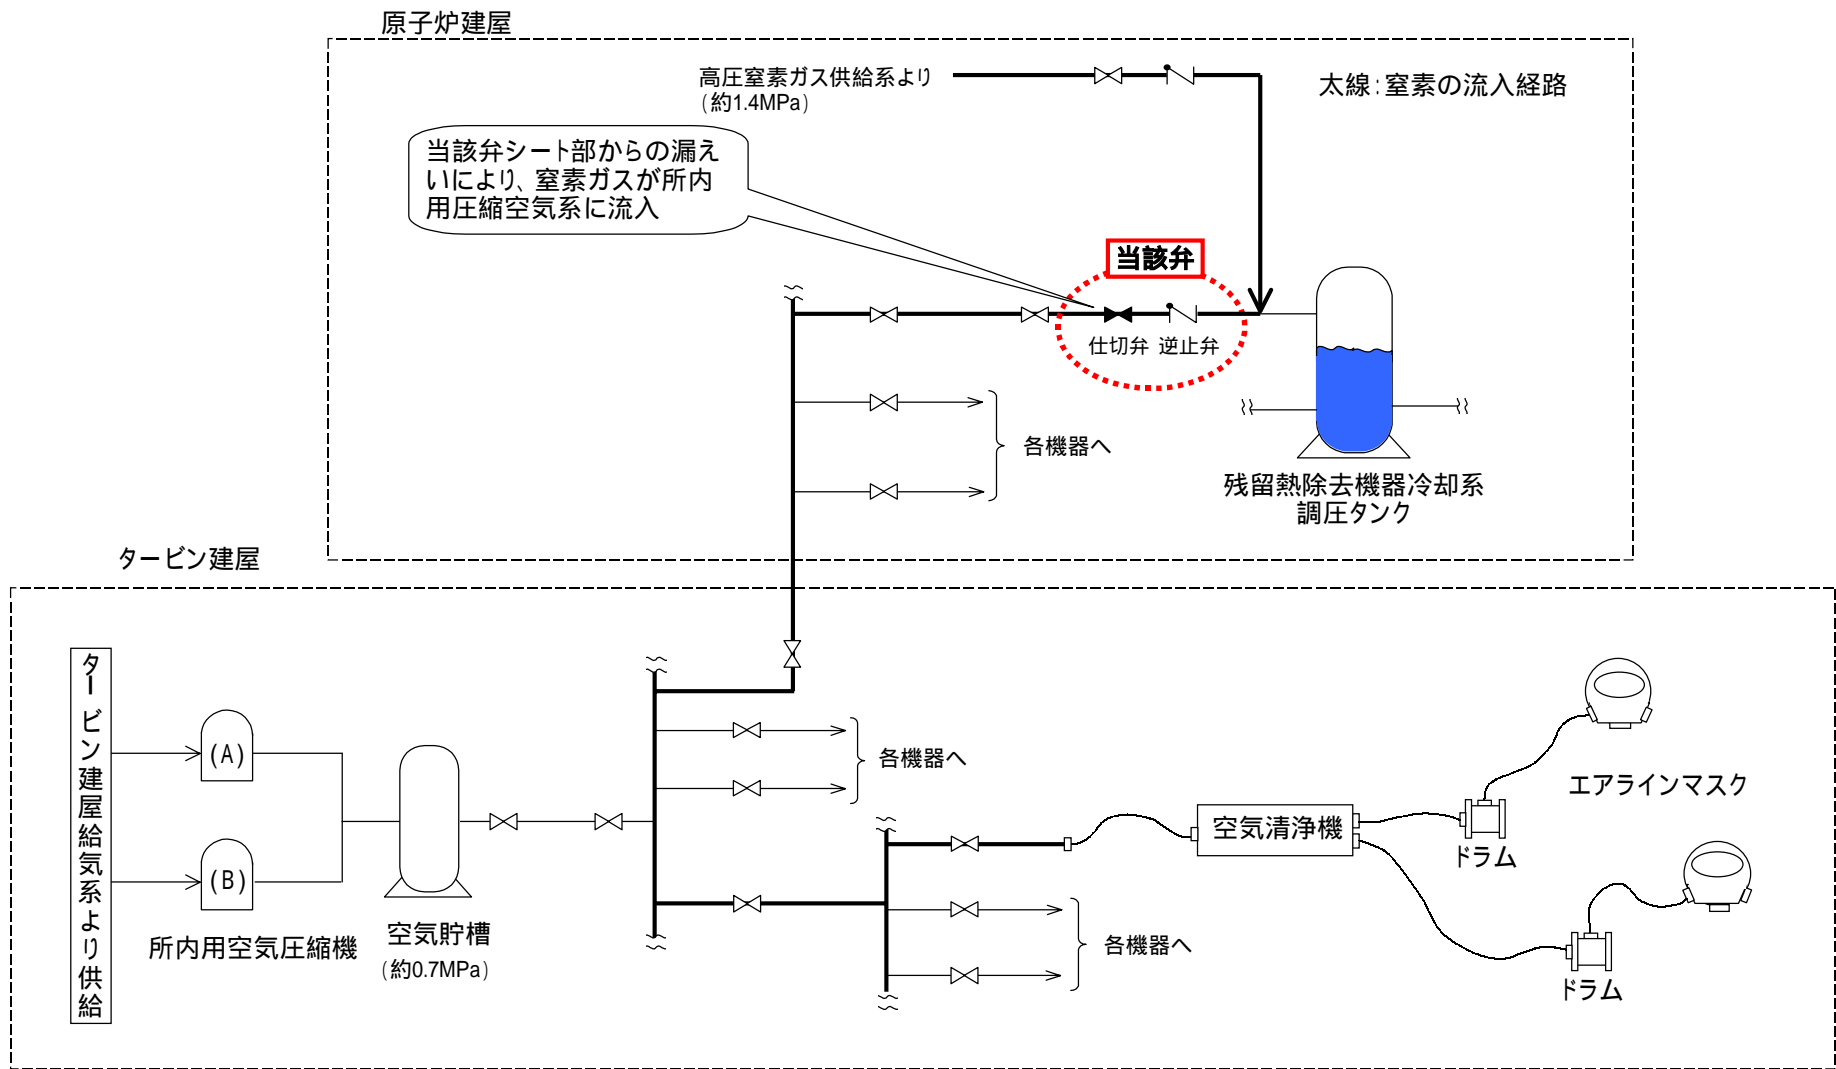 原子炉建屋
高圧窒素ガス供給系より
(約1.4MPa)
太線:窒素の流入経路
当該弁シート部からの漏え
いにより、窒素ガスが所内
用圧縮空気系に流入
当該弁
仕切弁 逆止弁
各機器へ
残留熱除去機器冷却系
調圧タンク
タービン建屋
タービン建屋給気系より供給
(A)
(B)
所内用空気圧縮機
空気貯槽
(約0.7MPa)
各機器へ
空気清浄機
各機器へ
エアラインマスク
ドラム
ドラム